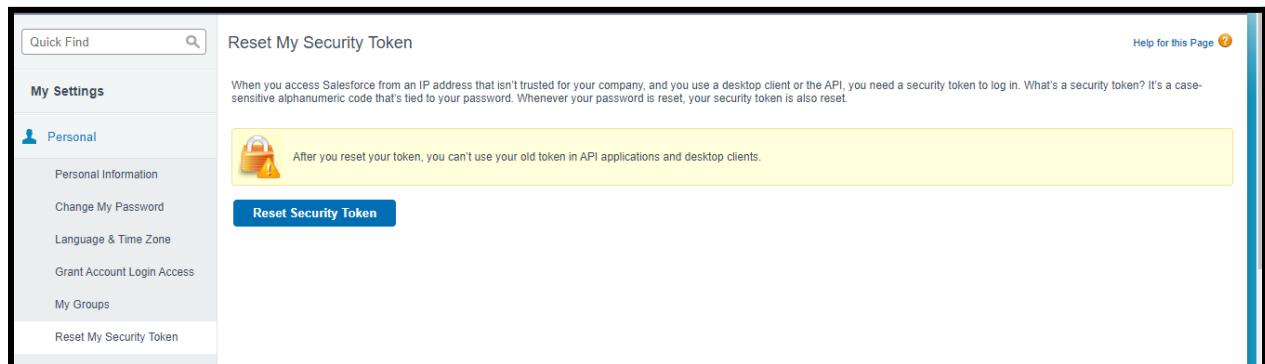 Quick Find
My Settings
Personal
Personal Information
Change My Password
Language & Time Zone
Grant Account Login Access
My Groups
Reset My Security Token
Reset My Security Token
Help for this Page
When you access Salesforce from an IP address that isn't trusted for your company, and you use a desktop client or the API, you need a security token to log in. What's a security token? It's a case-
sensitive alphanumeric code that's tied to your password. Whenever your password is reset, your security token is also reset.
After you reset your token, you can't use your old token in API applications and desktop clients.
Reset Security Token